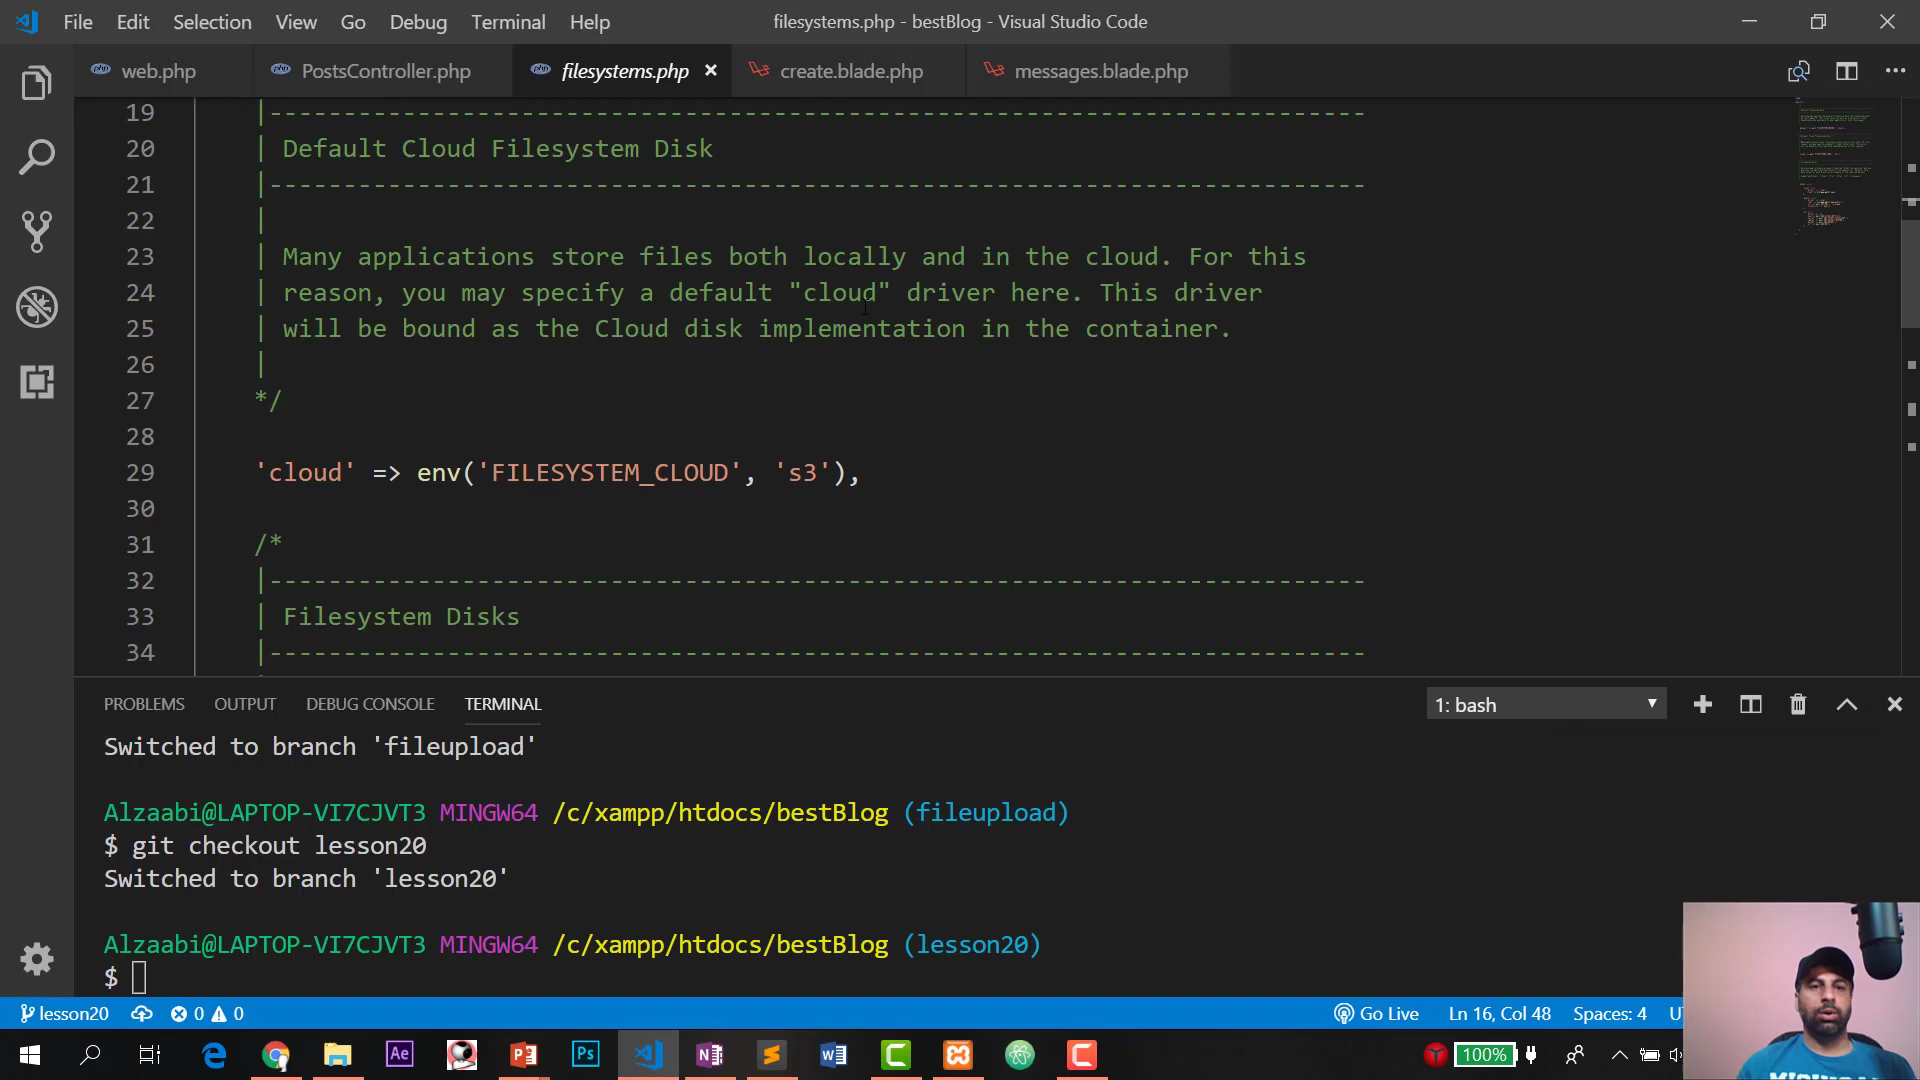 File Edit Selection View Go Debug Terminal Help
filesystems.php - bestBlog - Visual Studio Code
web.php PostsController.php filesystems.php create.blade.php messages.blade.php
19 |--------------------------------------------------------------------------
20 | Default Cloud Filesystem Disk
21 |--------------------------------------------------------------------------
22 |
23 | Many applications store files both locally and in the cloud. For this
24 | reason, you may specify a default "cloud" driver here. This driver
25 | will be bound as the Cloud disk implementation in the container.
26 |
27 */
28
29 'cloud' => env('FILESYSTEM_CLOUD', 's3'),
30
31 /*
32 |--------------------------------------------------------------------------
33 | Filesystem Disks
34 |--------------------------------------------------------------------------
PROBLEMS OUTPUT DEBUG CONSOLE TERMINAL 1: bash
Switched to branch 'fileupload'
Alzaabi@LAPTOP-VI7CJVT3 MINGW64 /c/xampp/htdocs/bestBlog (fileupload)
$ git checkout lesson20
Switched to branch 'lesson20'
Alzaabi@LAPTOP-VI7CJVT3 MINGW64 /c/xampp/htdocs/bestBlog (lesson20)
$
lesson20 0 0 Go Live Ln 16, Col 48 Spaces: 4
100%